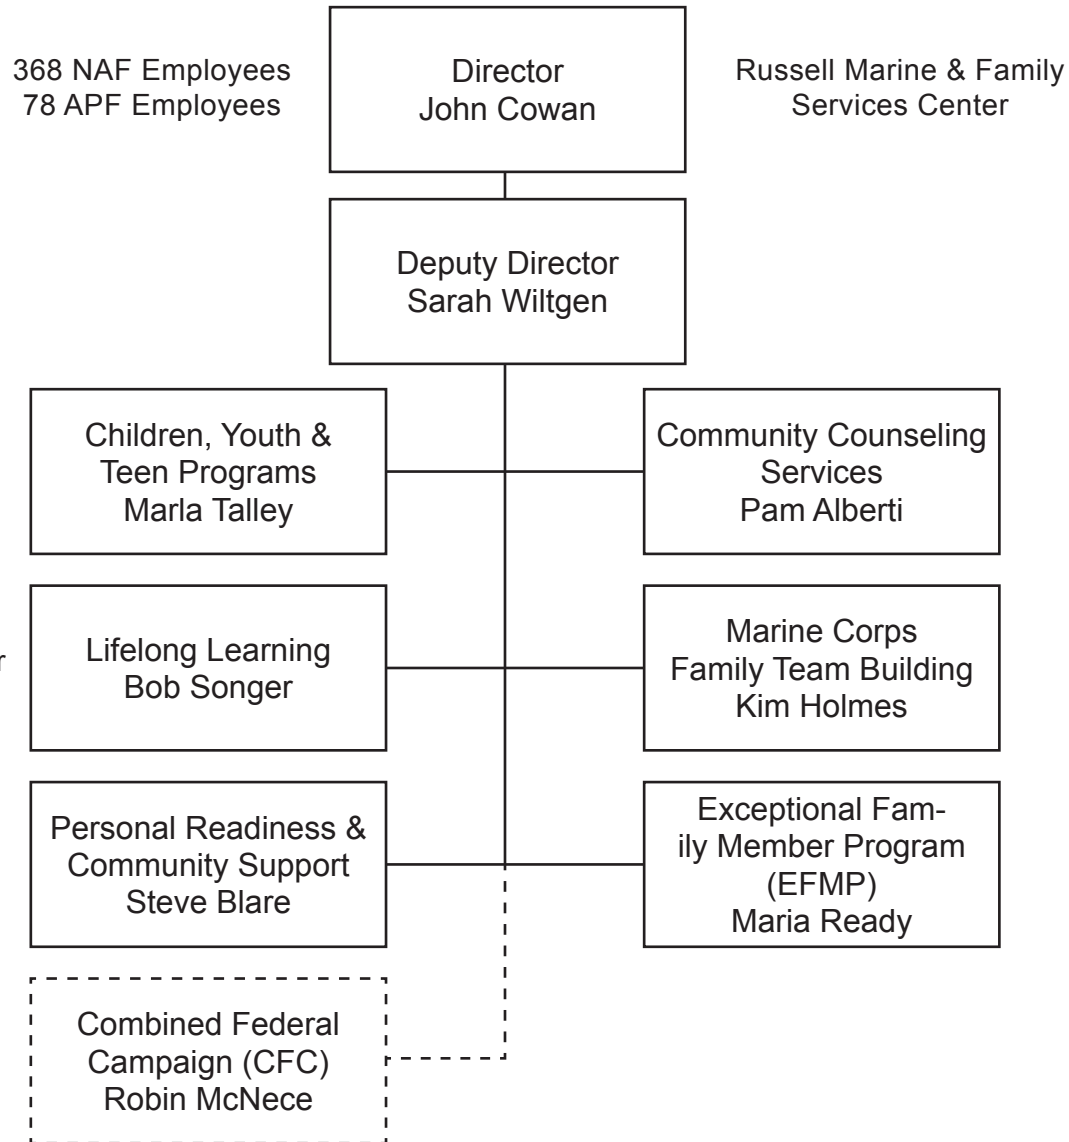 368 NAF Employees
78 APF Employees
Director
John Cowan
Russell Marine & Family
Services Center
Deputy Director
Sarah Wiltgen
Children, Youth &
Teen Programs
Marla Talley
Community Counseling
Services
Pam Alberti
r
Lifelong Learning
Bob Songer
Marine Corps
Family Team Building
Kim Holmes
Personal Readiness &
Community Support
Steve Blare
Exceptional Fam-
ily Member Program
(EFMP)
Maria Ready
Combined Federal
Campaign (CFC)
Robin McNece